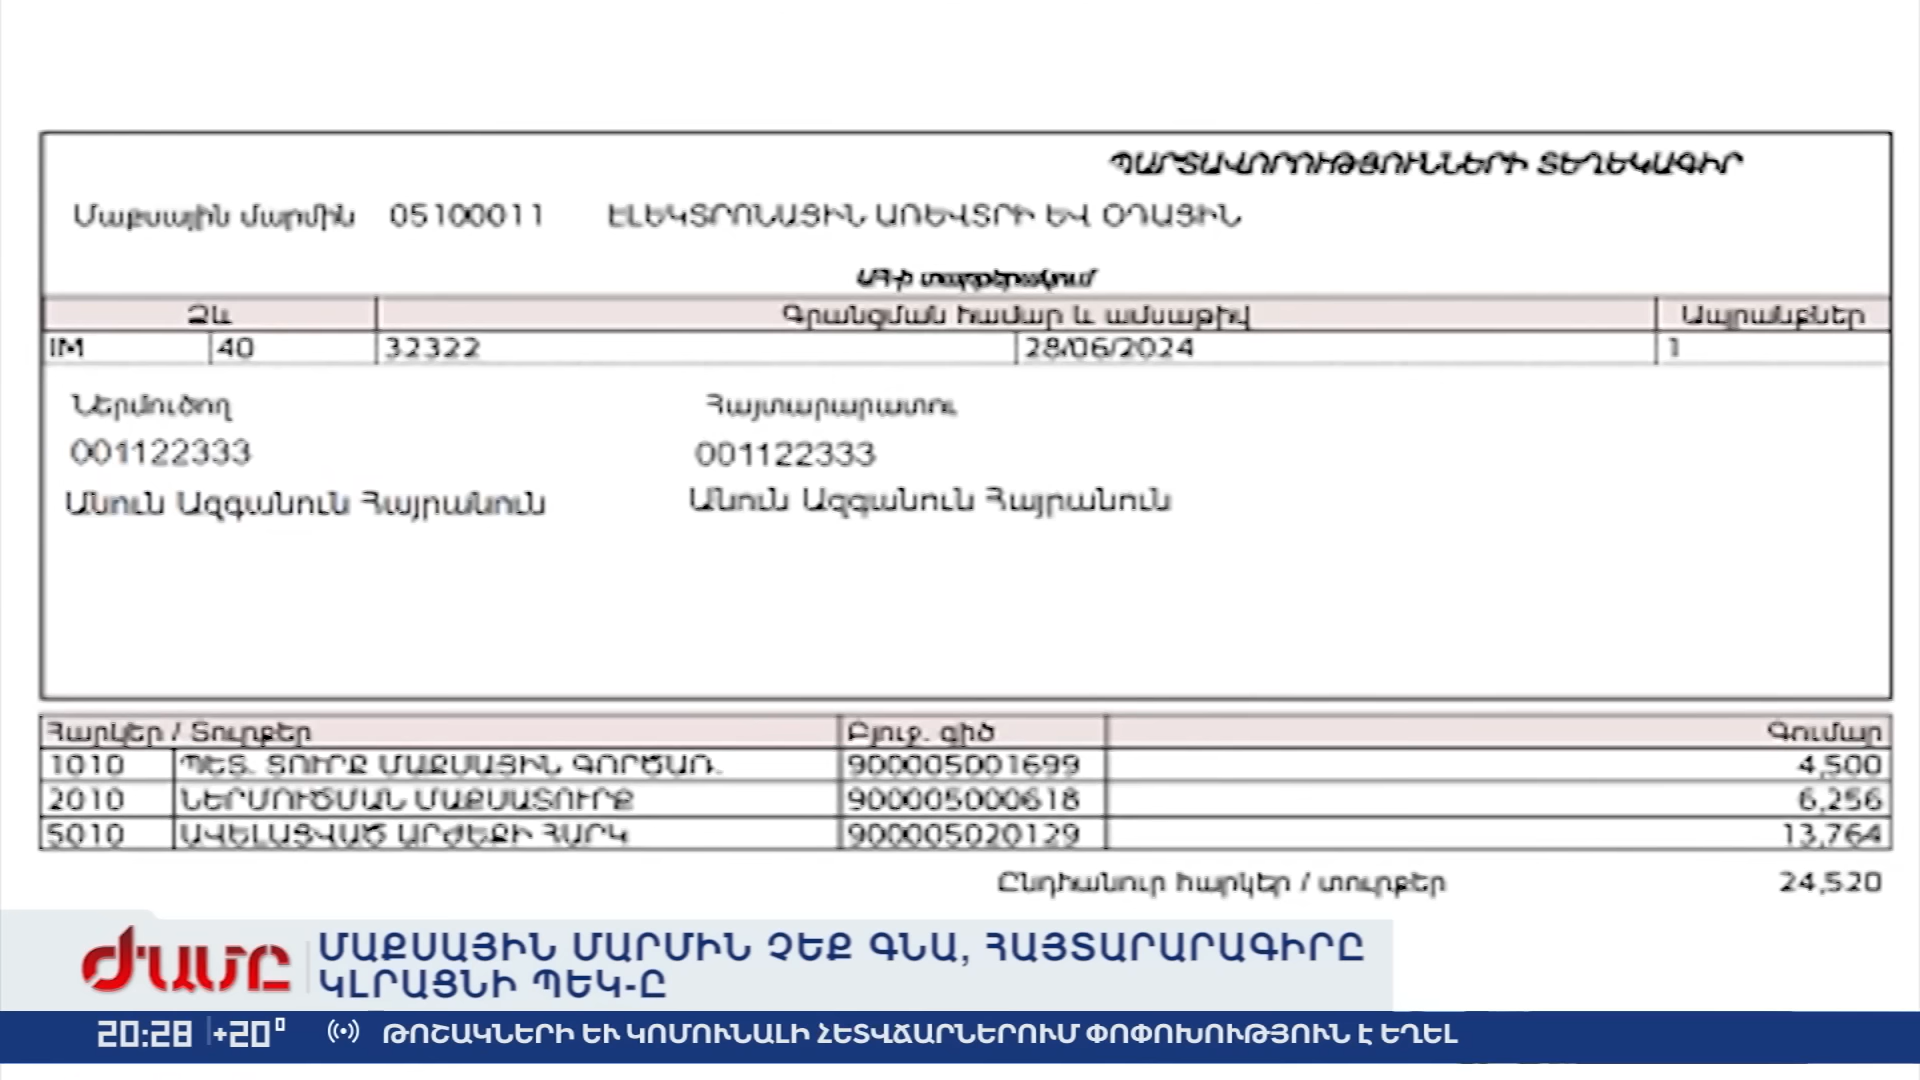 ՊԱՐՏԱՎՈՐՈՒԹՅՈՒՆՆԵՐԻ ՏԵՂԵԿԱԳԻՐ
Մաքսային մարմին 05100011 ԷԼԵԿՏՐՈՆԱՅԻՆ ԱՌԵՎՏՐԻ ԵՎ ՕԴԱՅԻՆ
ԱՊ-ի տարբերակում
Ձև Գրանցման համար և ամսաթիվ Ապրանքներ
IM 40 32322 28/06/2024 1
Ներմուծող Հայտարարատու
001122333 001122333
Անուն Ազգանուն Հայրանուն Անուն Ազգանուն Հայրանուն
Հարկեր / Տուրքեր Բյուջ. գիծ Գումար
1010 ՊԵՏ. ՏՈՒՐՔ ՄԱՔՍԱՅԻՆ ԳՈՐԾԱՌ. 900005001699 4,500
2010 ՆԵՐՄՈՒԾՄԱՆ ՄԱՔՍԱՏՈՒՐՔ 900005000618 6,256
5010 ԱՎԵԼԱՑՎԱԾ ԱՐԺԵՔԻ ՀԱՐԿ 900005020129 13,764
Ընդհանուր հարկեր / տուրքեր 24,520
ԺԱՄԸ
ՄԱՔՍԱՅԻՆ ՄԱՐՄԻՆ ՉԵՔ ԳՆԱ, ՀԱՅՏԱՐԱՐԱԳԻՐԸ
ԿԼՐԱՑՆԻ ՊԵԿ-Ը
20:28 +20° ԹՈՇԱԿՆԵՐԻ ԵՒ ԿՈՄՈՒՆԱԼԻ ՀԵՏՎՃԱՐՆԵՐՈՒՄ ՓՈՓՈԽՈՒԹՅՈՒՆ Է ԵՂԵԼ